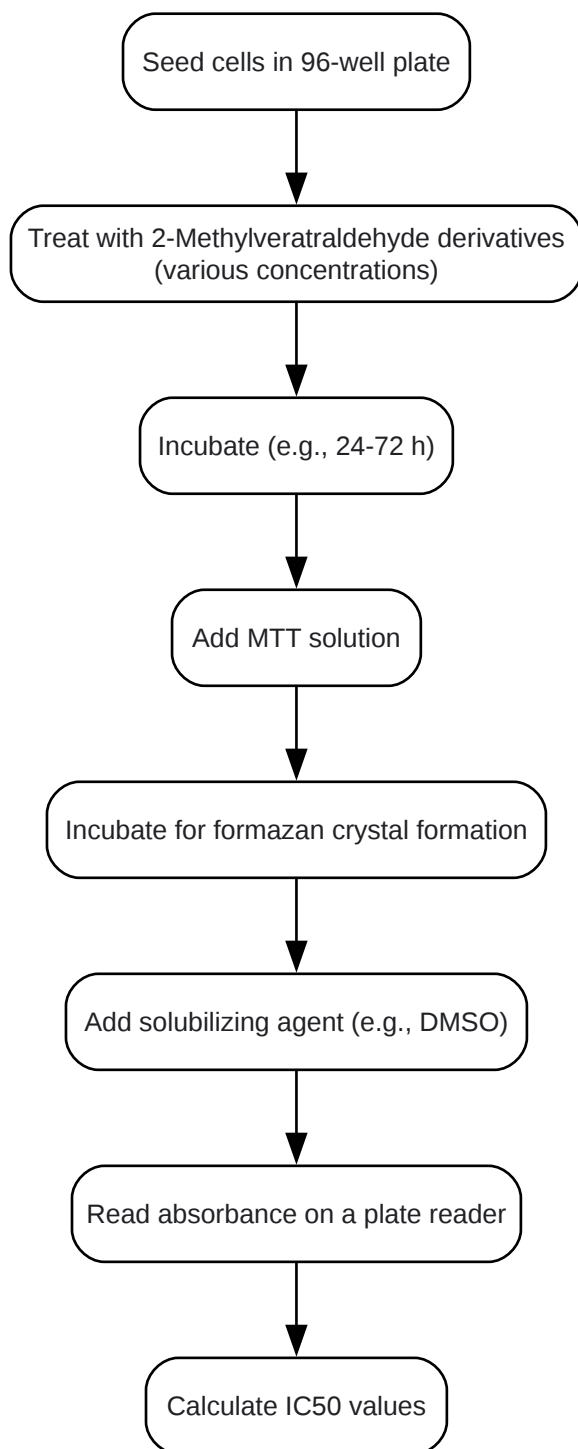 Seed cells in 96-well plate
Treat with 2-Methylveratraldehyde derivatives
(various concentrations)
Incubate (e.g., 24-72 h)
Add MTT solution
Incubate for formazan crystal formation
Add solubilizing agent (e.g., DMSO)
Read absorbance on a plate reader
Calculate IC50 values